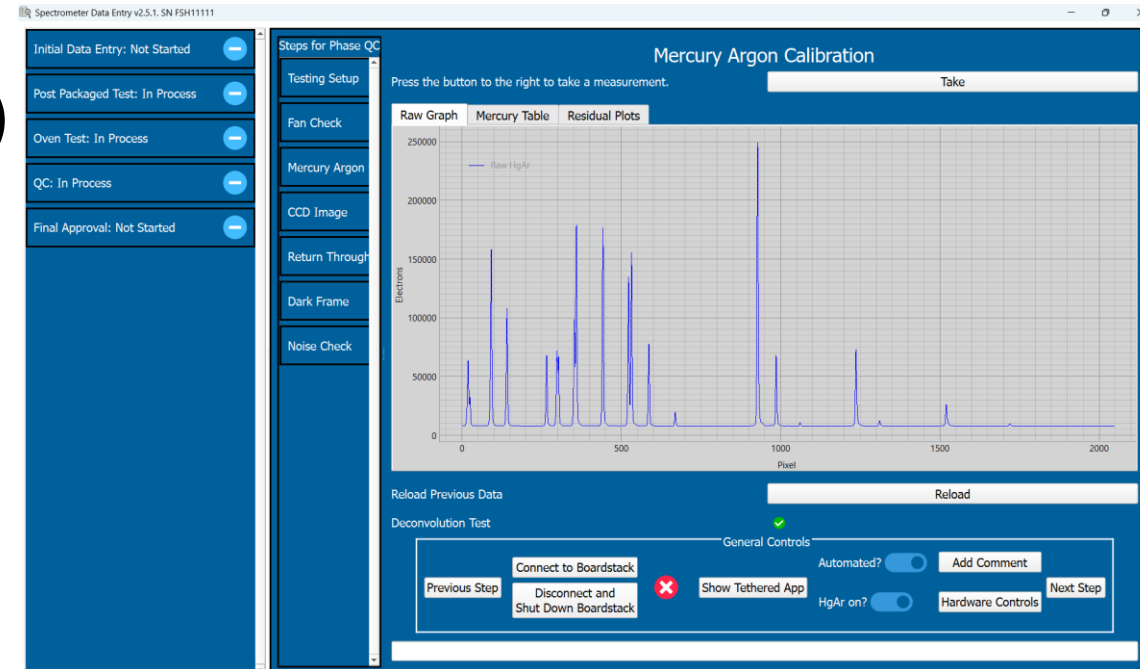 Spectrometer Data Entry v2.5.1. SN FSH11111
Initial Data Entry: Not Started
Post Packaged Test: In Process
Oven Test: In Process
QC: In Process
Final Approval: Not Started
Steps for Phase QC
Testing Setup
Fan Check
Mercury Argon
CCD Image
Return Through
Dark Frame
Noise Check
Mercury Argon Calibration
Press the button to the right to take a measurement.
Take
Raw Graph
Mercury Table
Residual Plots
Raw HgAr
250000
200000
150000
100000
50000
0
Electrons
0
500
1000
1500
2000
Pixel
Reload Previous Data
Reload
Deconvolution Test
General Controls
Previous Step
Connect to Boardstack
Disconnect and
Shut Down Boardstack
Show Tethered App
Automated?
HgAr on?
Add Comment
Hardware Controls
Next Step